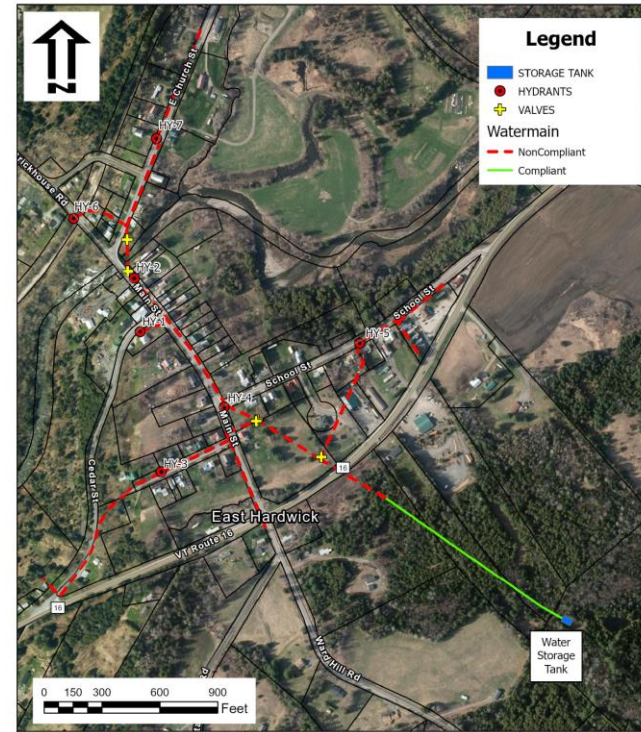 N
Legend
STORAGE TANK
HYDRANTS
VALVES
Watermain
NonCompliant
Compliant
E Church St
HY-7
rickhouse Rd
HY-6
HY-2
Main St
HY-1
School St
HY-5
School St
HY-4
Main St
HY-3
16
Cedar St
East Hardwick
VT Route 16
16
Ward Hill Rd
Rd
Water
Storage
Tank
0 150 300 600 900
Feet